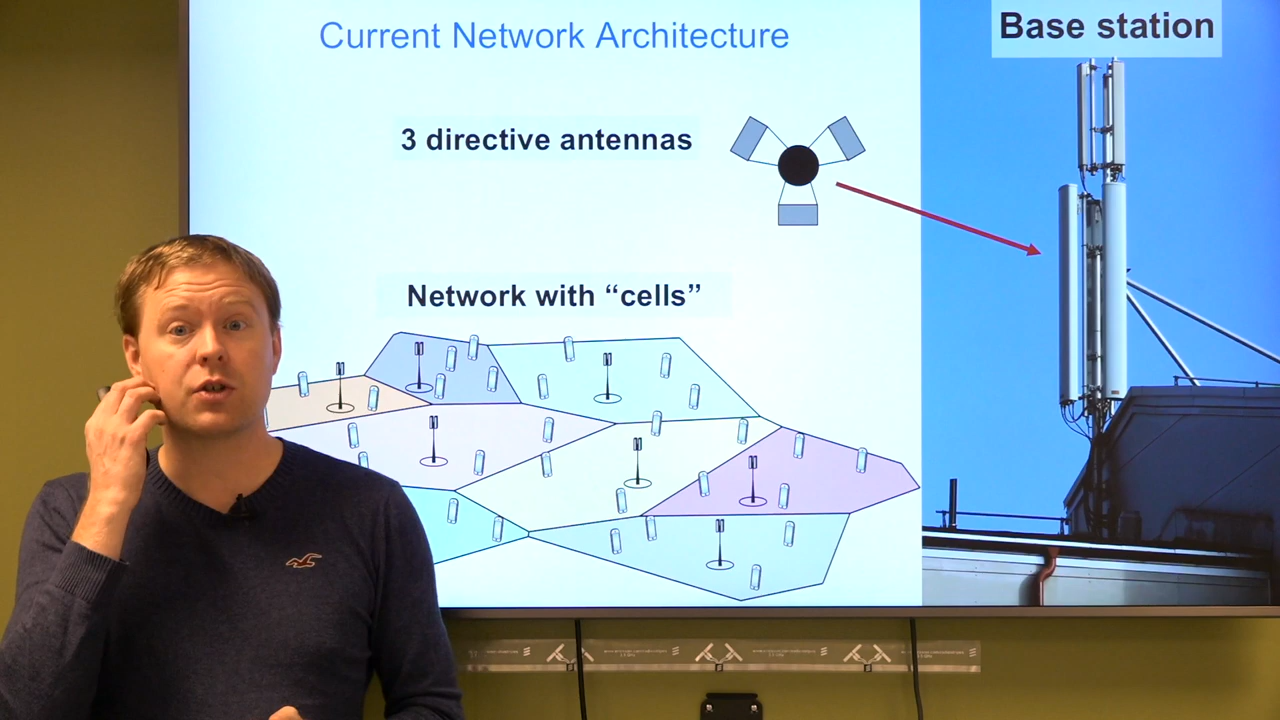 Current Network Architecture
Base station
3 directive antennas
Network with “cells”